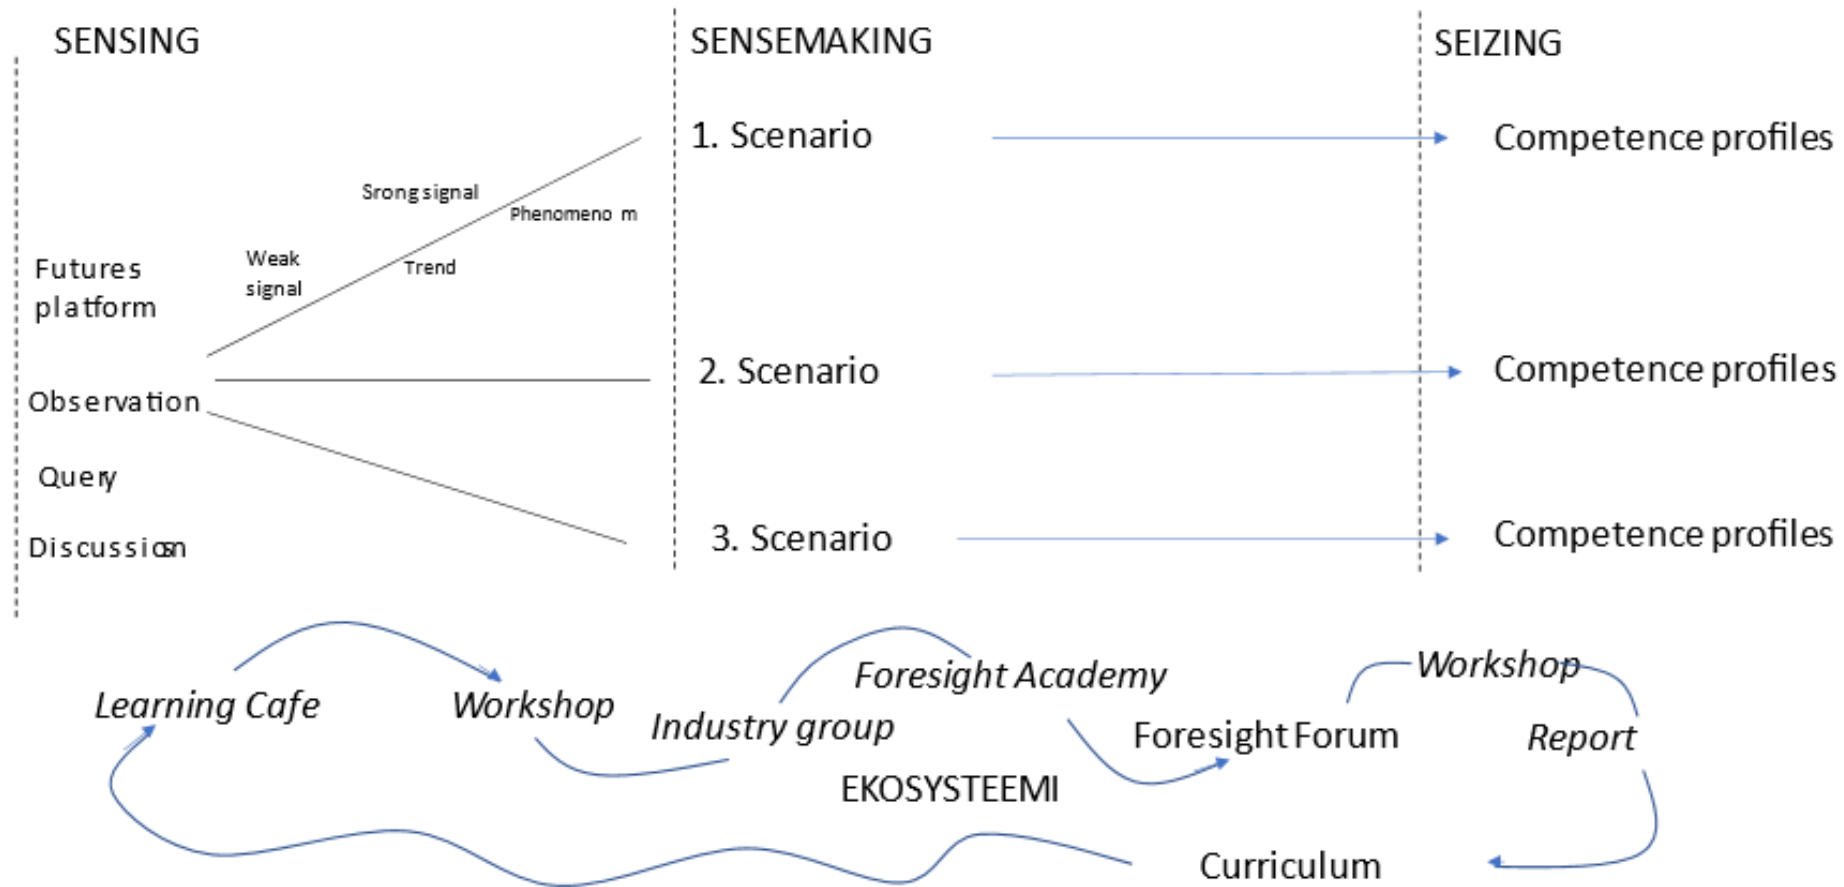 SENSING
SENSEMAKING
SEIZING
1. Scenario
Competence profiles
Srong signal
Phenomeno m
Weak
signal
Trend
Futures
platform
2. Scenario
Competence profiles
Observation
Query
3. Scenario
Competence profiles
Discussion
Learning Cafe
Workshop
Industry group
Foresight Academy
Foresight Forum
Workshop
Report
EKOSYSTEEMI
Curriculum